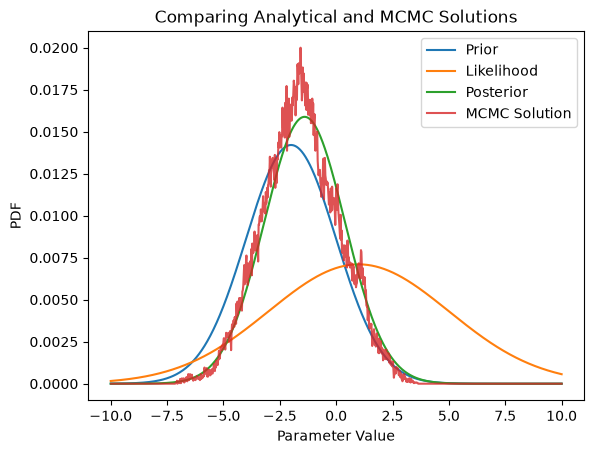 Comparing Analytical and MCMC Solutions
0.0200
0.0175
0.0150
0.0125
0.0100
0.0075
0.0050
0.0025
0.0000
PDF
Prior
Likelihood
Posterior
MCMC Solution
−10.0 −7.5 −5.0 −2.5 0.0 2.5 5.0 7.5 10.0
Parameter Value